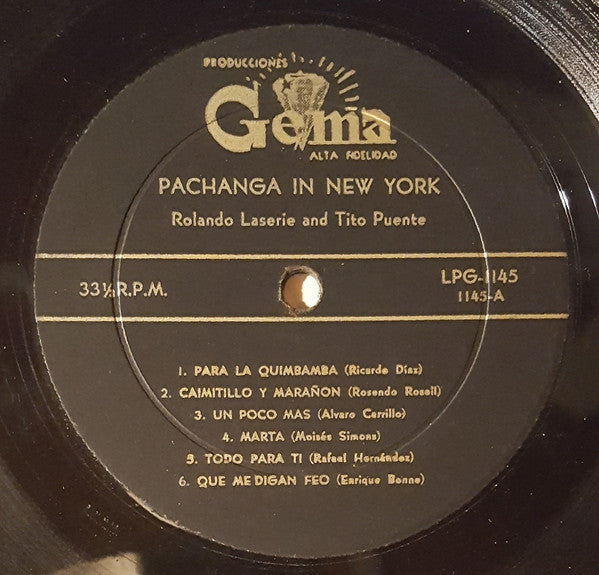 PRODUCCIONES
Gema
ALTA FIDELIDAD
PACHANGA IN NEW YORK
Rolando Laserie and Tito Puente
33⅓ R.P.M.
LPG-1145
1145-A
1. PARA LA QUIMBAMBA (Ricardo Díaz)
2. CAIMITILLO Y MARAÑON (Rosendo Rosell)
3. UN POCO MAS (Alvaro Carrillo)
4. MARTA (Moisés Simons)
5. TODO PARA TI (Rafael Hernández)
6. QUE ME DIGAN FEO (Enrique Bonne)